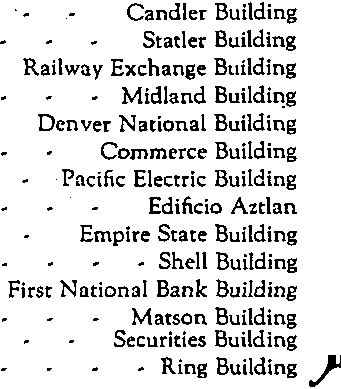 - - - Candler Building
- - - Statler Building
Railway Exchange Building
- - - Midland Building
Denver National Building
- - Commerce Building
- Pacific Electric Building
- - - Edificio Aztlan
- - Empire State Building
- - - - Shell Building
First National Bank Building
- - - Matson Building
- - - Securities Building
- - - - Ring Building